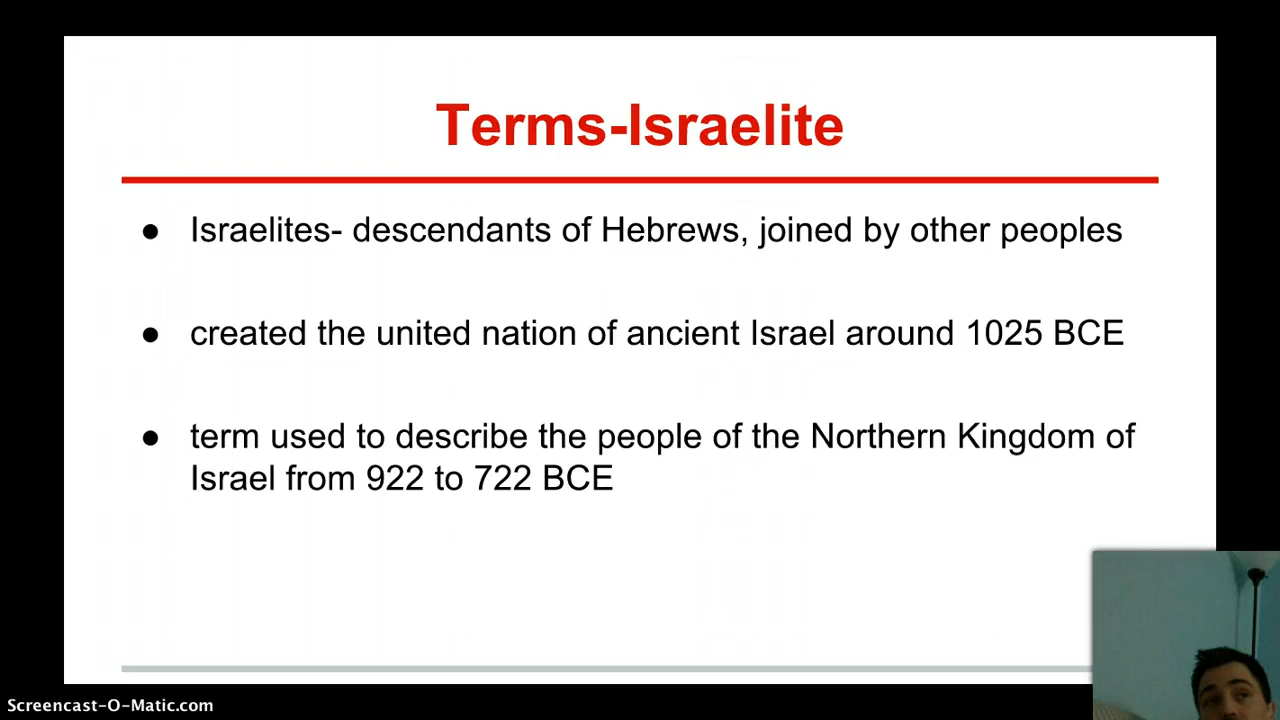 Terms-Israelite
● Israelites- descendants of Hebrews, joined by other peoples
● created the united nation of ancient Israel around 1025 BCE
● term used to describe the people of the Northern Kingdom of
Israel from 922 to 722 BCE
Screencast-O-Matic.com